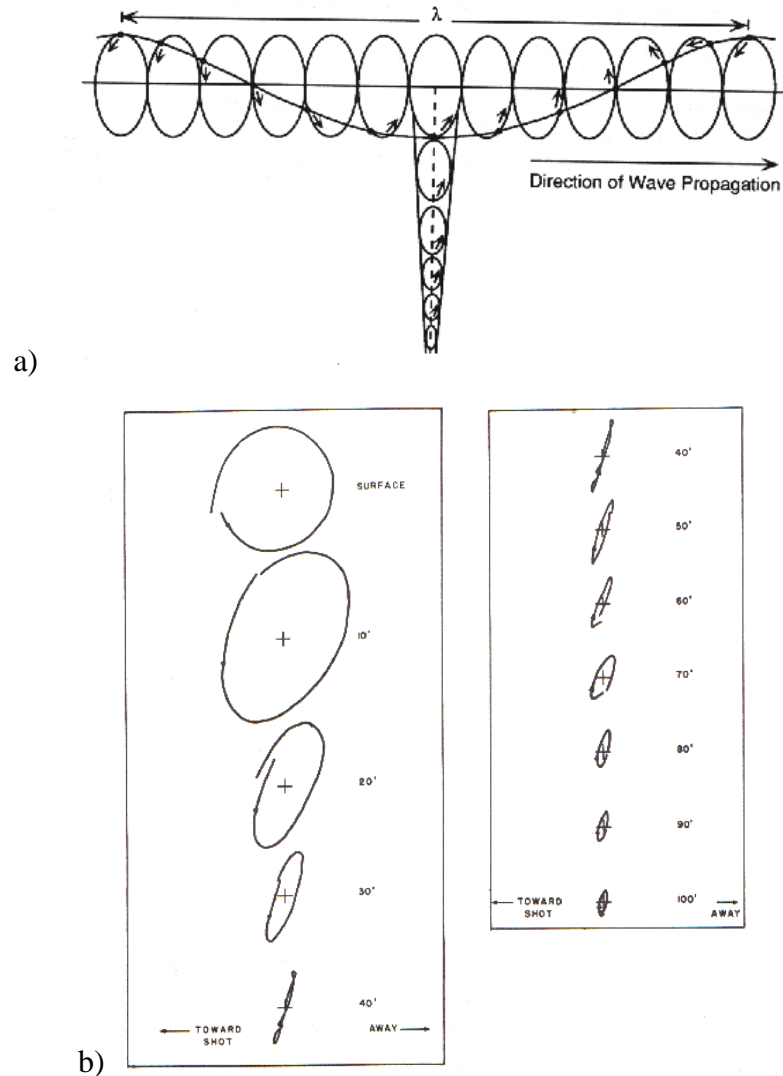 λ
Direction of Wave Propagation
a)
SURFACE
10'
20'
30'
40'
TOWARD
SHOT
AWAY
40'
50'
60'
70'
80'
90'
100'
TOWARD
SHOT
AWAY
b)